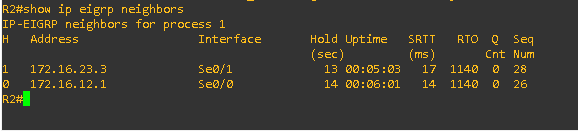 R2#show ip eigrp neighbors
IP-EIGRP neighbors for process 1
H   Address                 Interface       Hold Uptime   SRTT   RTO  Q  Seq
                                            (sec)         (ms)       Cnt Num
1   172.16.23.3             Se0/1             13 00:05:03   17  1140  0  28
0   172.16.12.1             Se0/0             14 00:06:01   14  1140  0  26
R2#